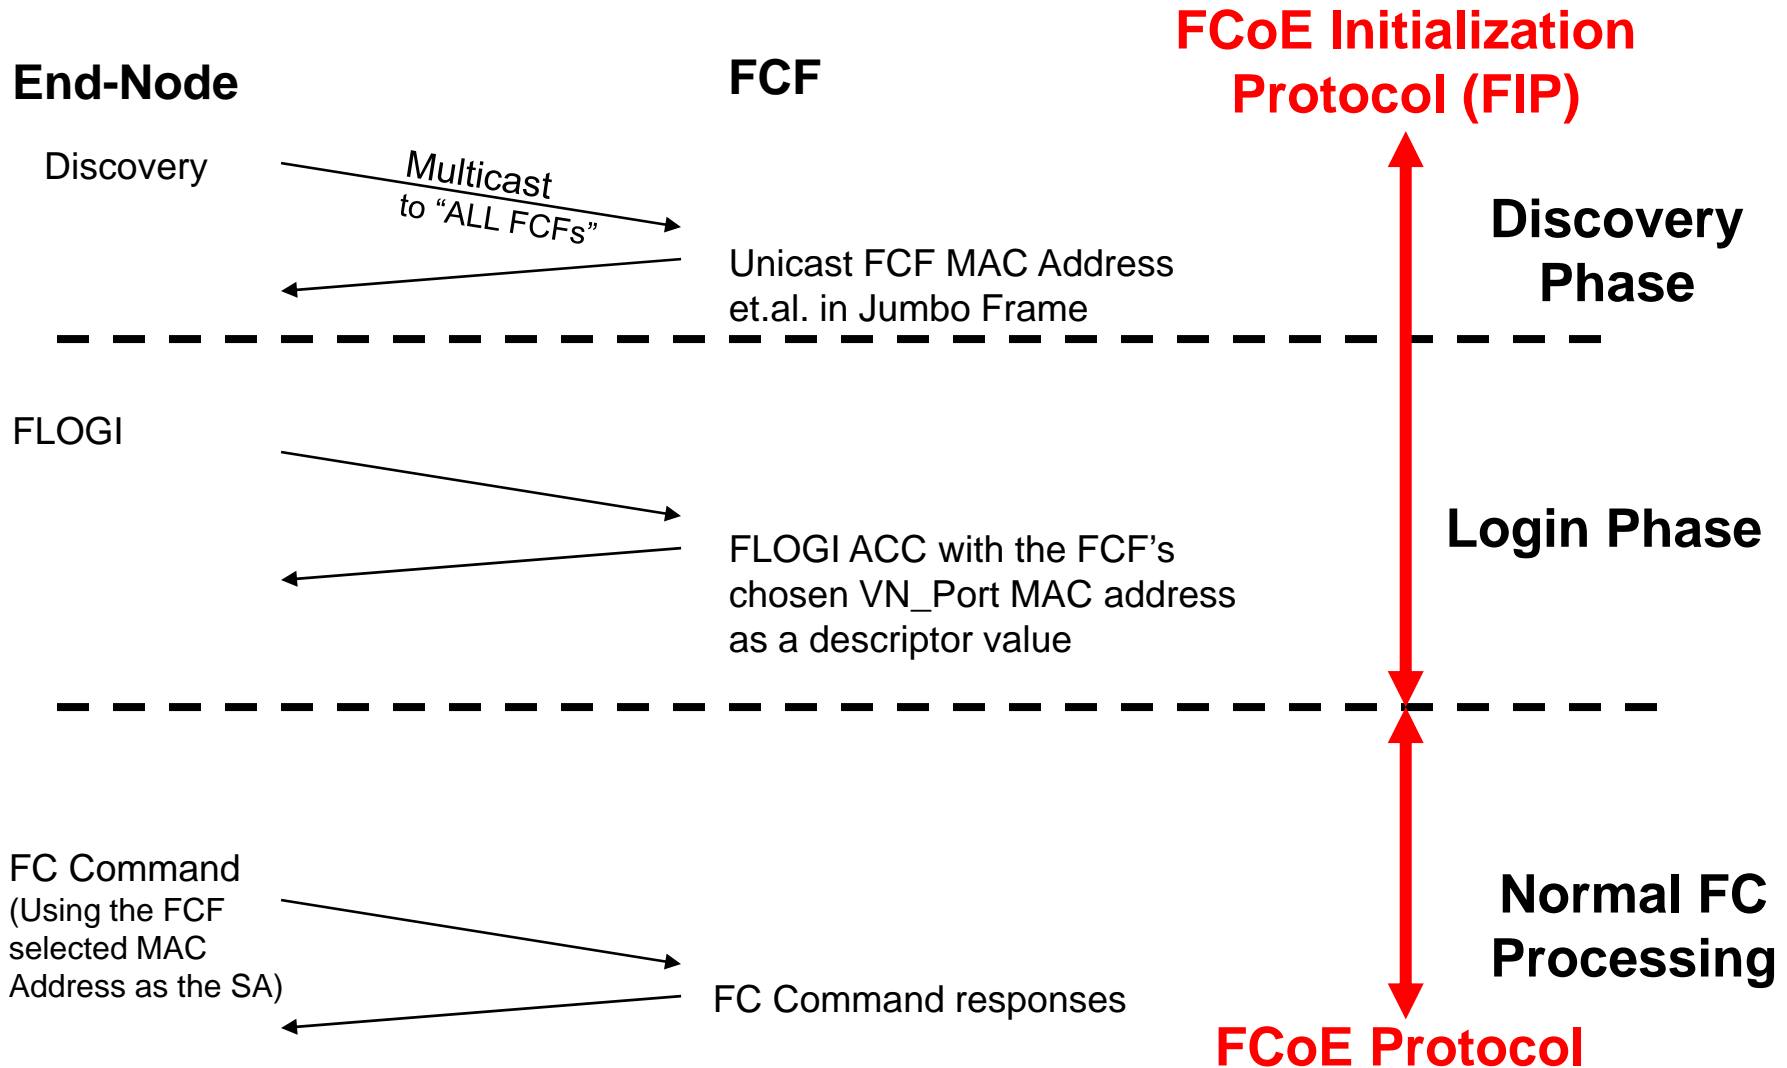 FCoE Initialization
Protocol (FIP)
End-Node
FCF
Discovery
Multicast
to “ALL FCFs”
Unicast FCF MAC Address
et.al. in Jumbo Frame
Discovery
Phase
FLOGI
FLOGI ACC with the FCF’s
chosen VN_Port MAC address
as a descriptor value
Login Phase
FC Command
(Using the FCF
selected MAC
Address as the SA)
FC Command responses
Normal FC
Processing
FCoE Protocol